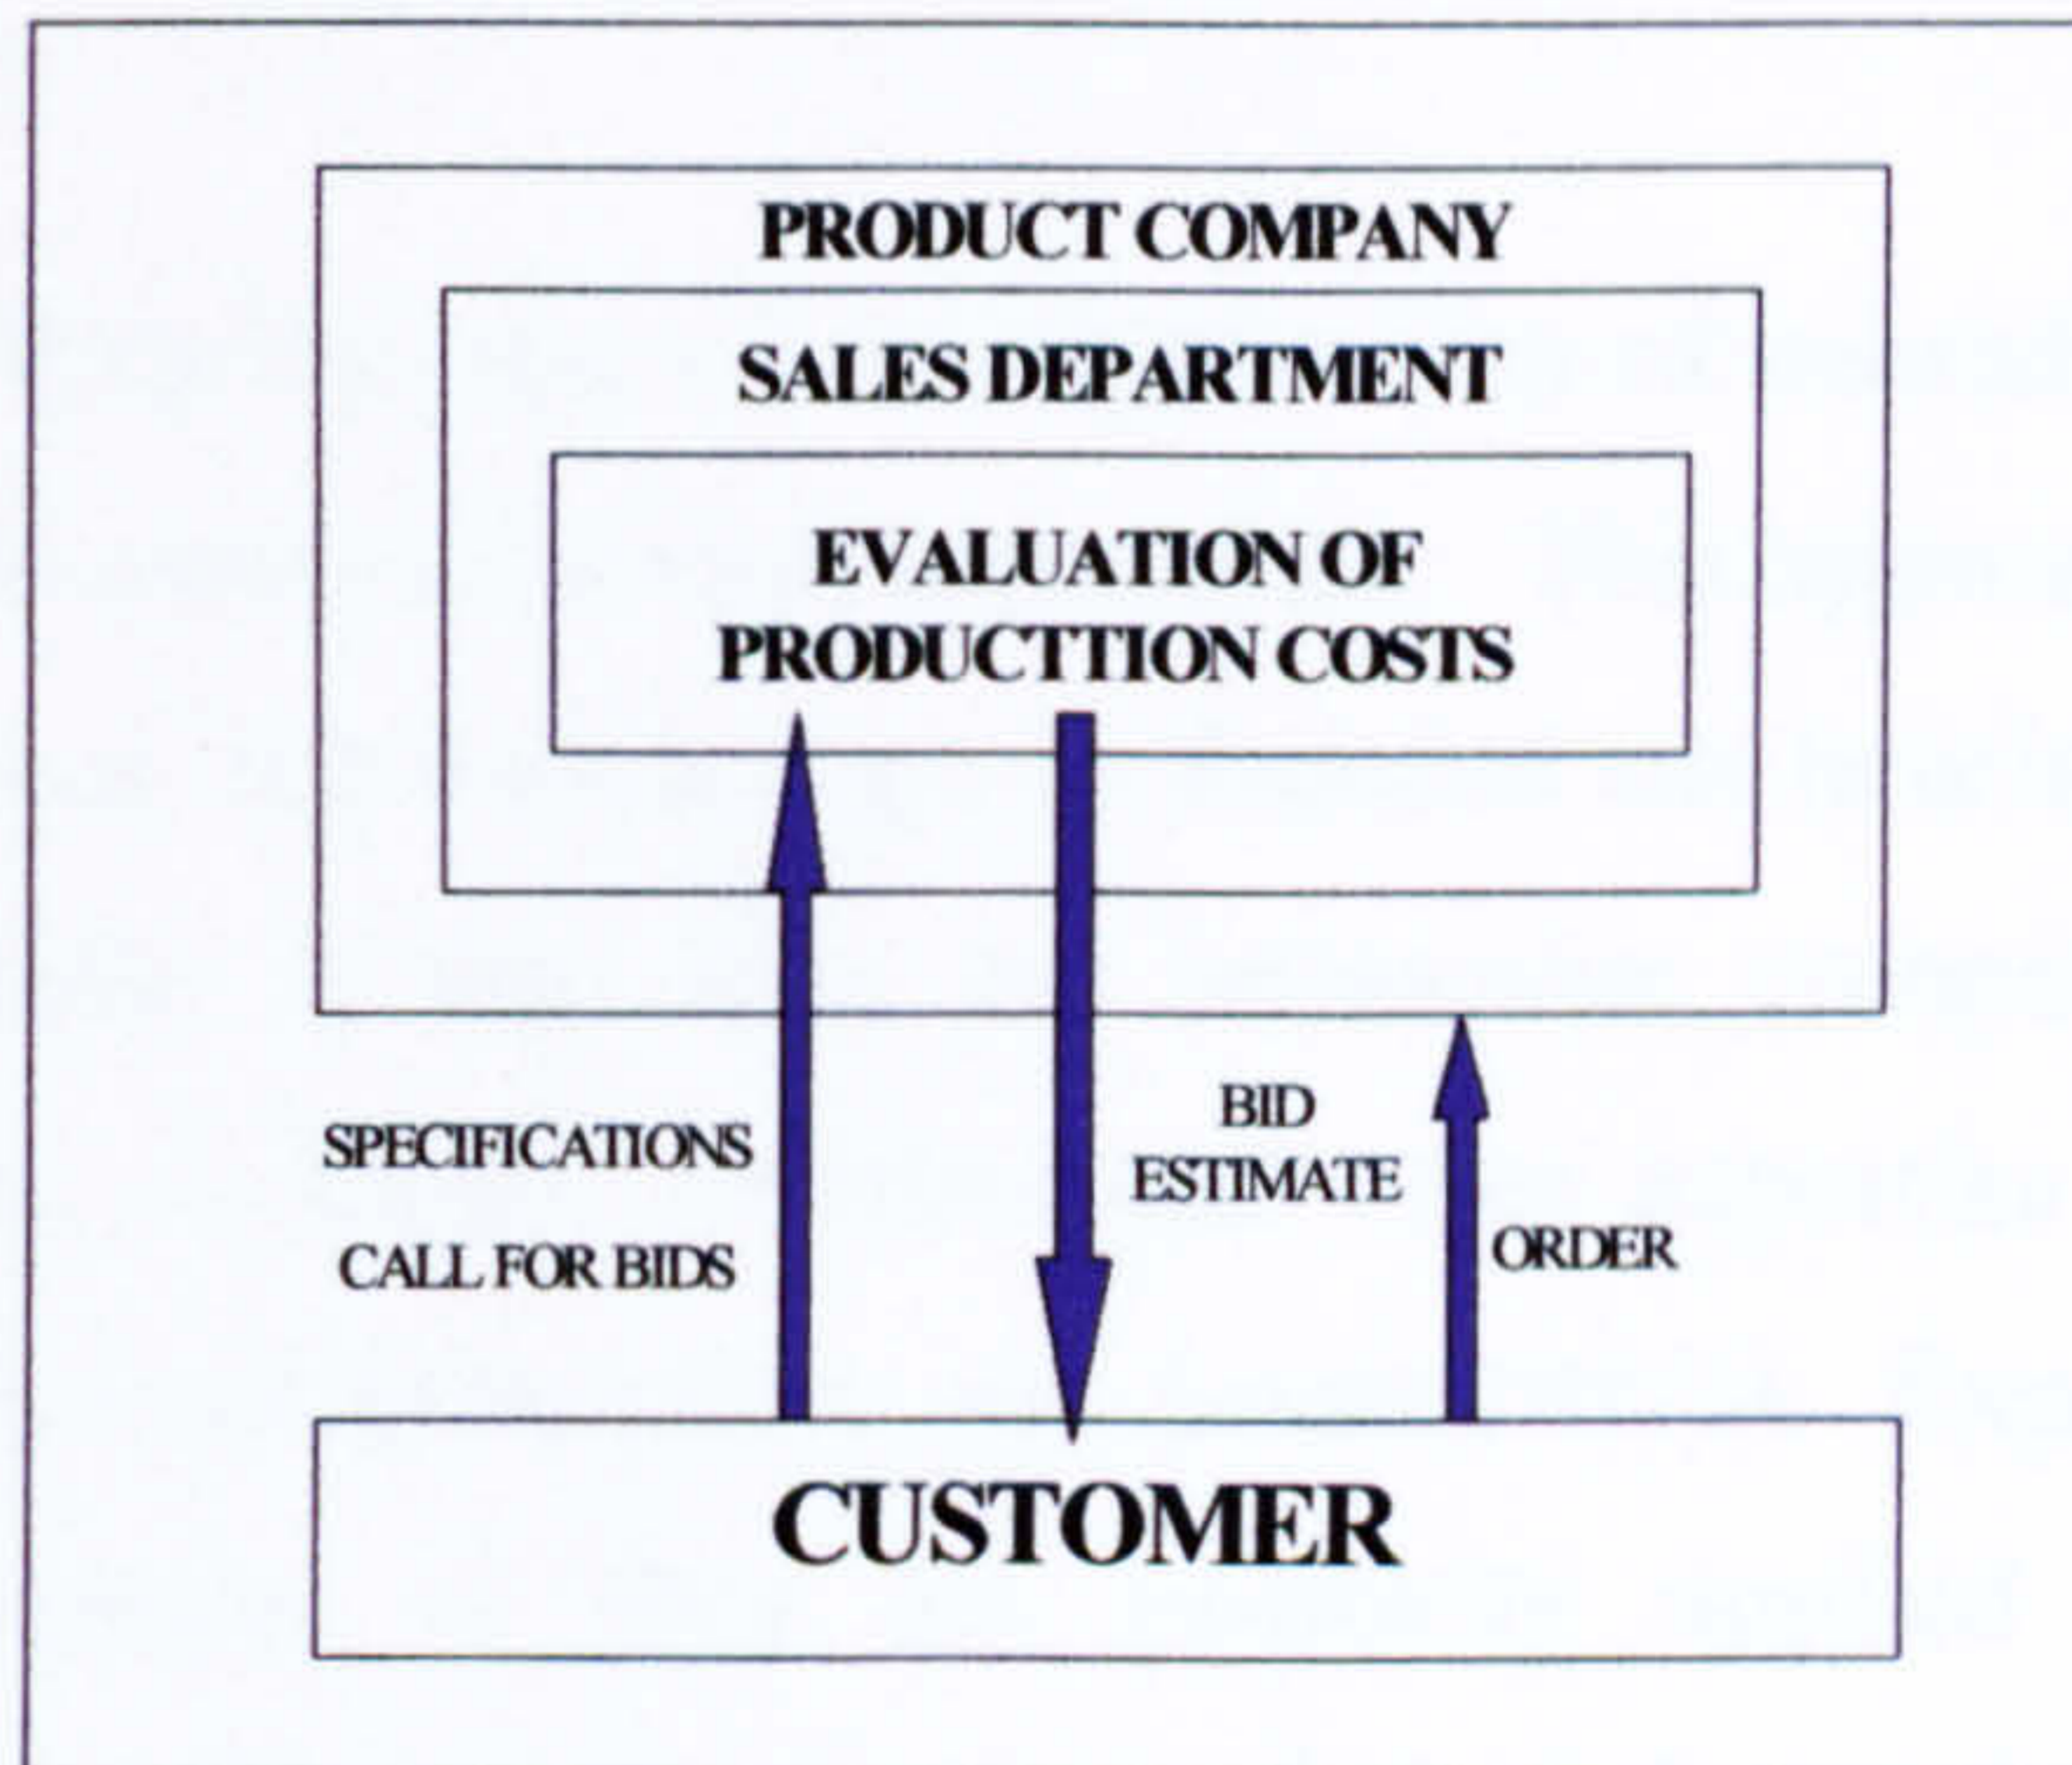 PRODUCT COMPANY
SALES DEPARTMENT
EVALUATION OF
PRODUCTTION COSTS
SPECIFICATIONS
CALL FOR BIDS
BID
ESTIMATE
ORDER
CUSTOMER